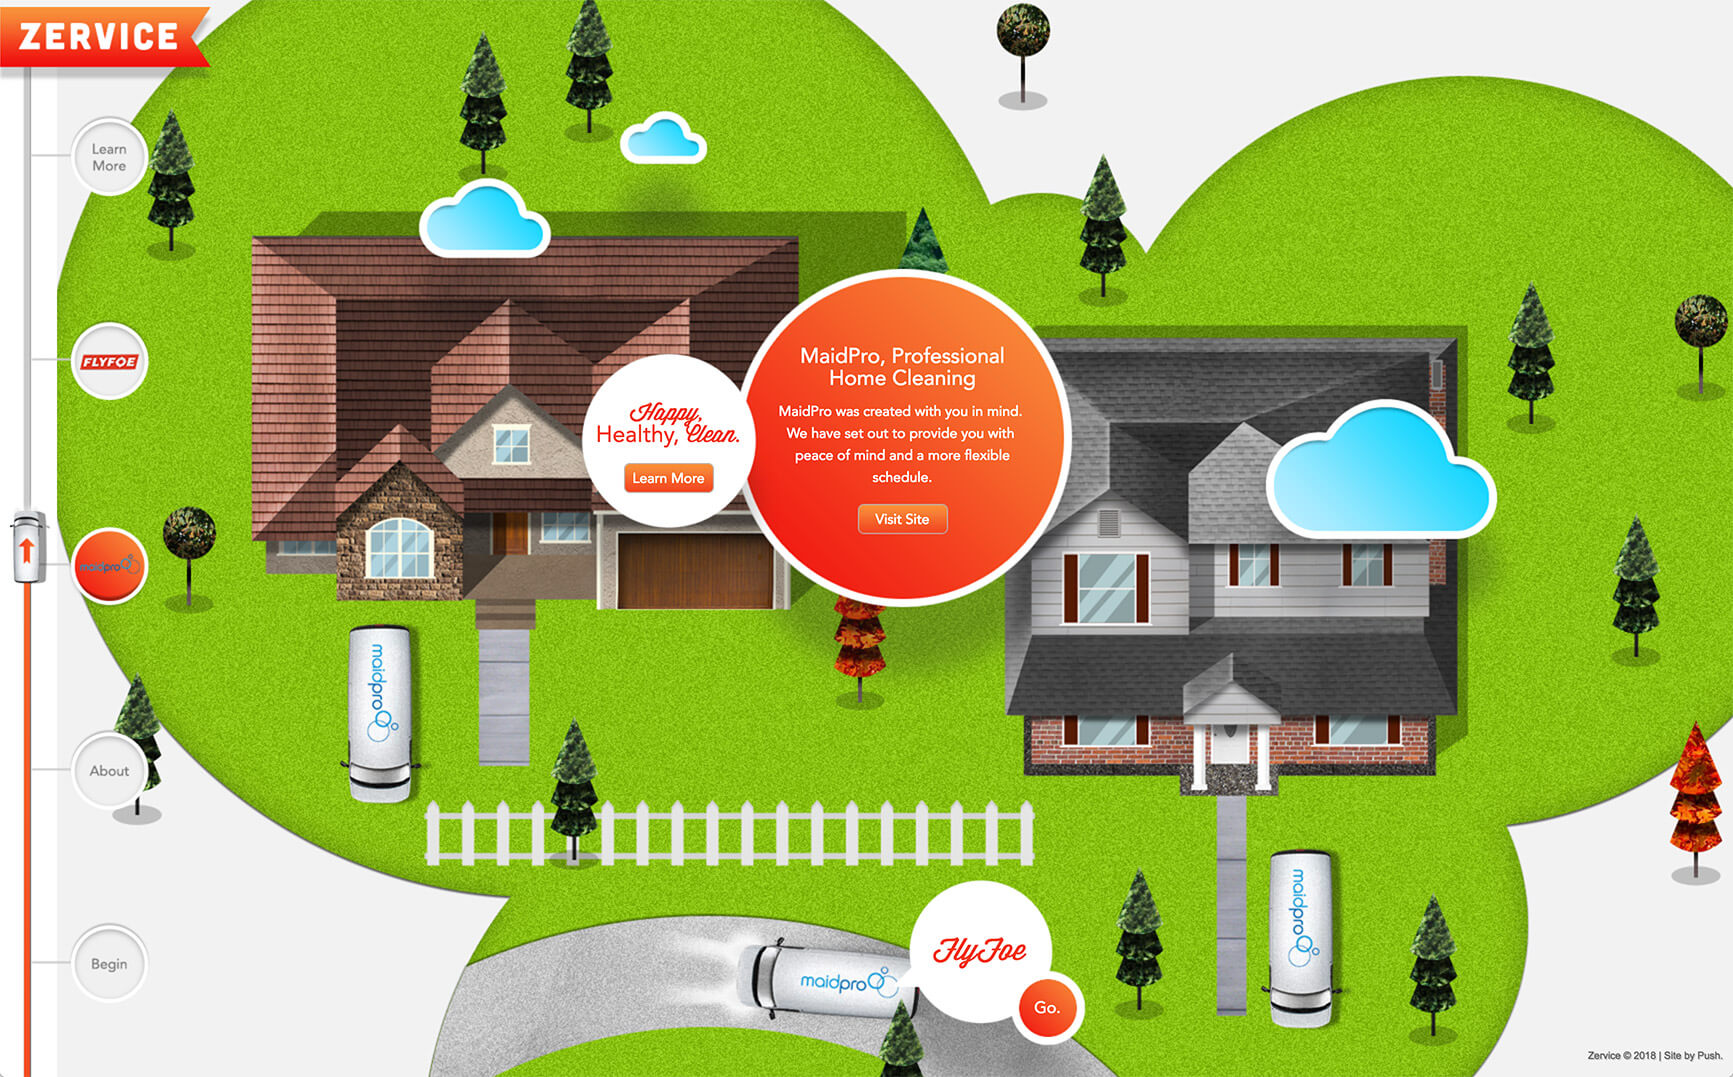 ZERVICE
Learn
More
FLYFOE
maidpro
About
Begin
Happy,
Healthy, Clean.
Learn More
MaidPro, Professional
Home Cleaning
MaidPro was created with you in mind.
We have set out to provide you with
peace of mind and a more flexible
schedule.
Visit Site
maidpro
maidpro
maidpro
FlyFoe
Go.
Zervice © 2018 | Site by Push.